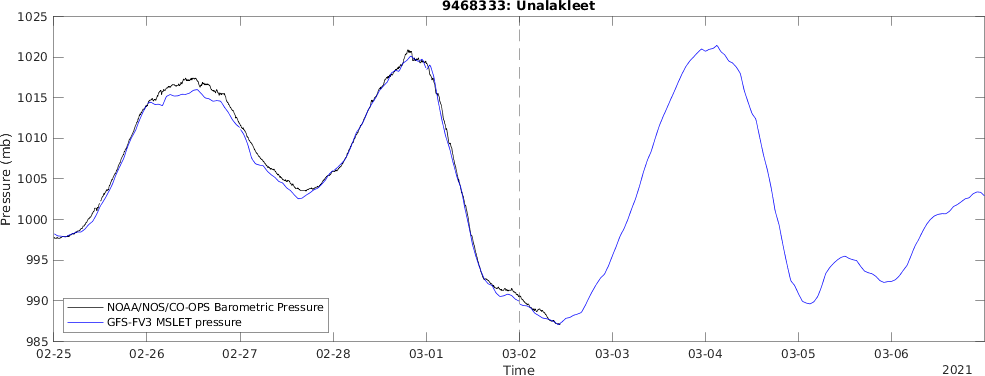 9468333: Unalakleet
1025
1020
1015
1010
1005
1000
995
990
985
Pressure (mb)
NOAA/NOS/CO-OPS Barometric Pressure
GFS-FV3 MSLET pressure
02-25 02-26 02-27 02-28 03-01 03-02 03-03 03-04 03-05 03-06
Time
2021